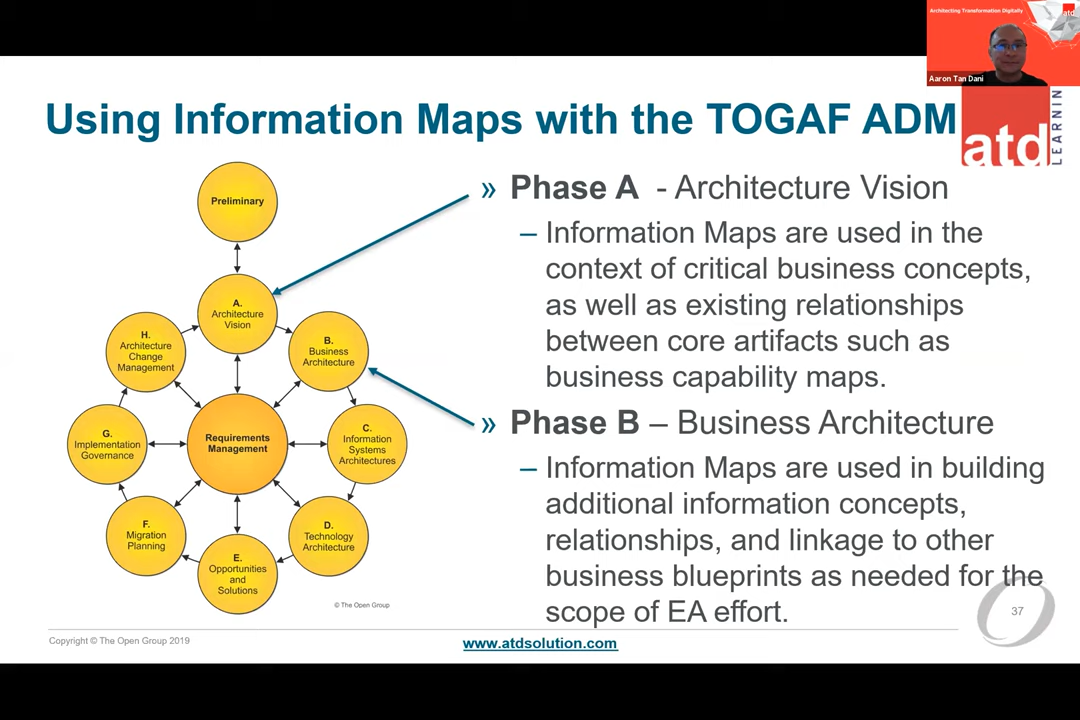 Architecting Transformation Digitally
atd
Aaron Tan Dani
Using Information Maps with the TOGAF ADM
atd
LEARNIN
Preliminary
A.
Architecture
Vision
H.
Architecture
Change
Management
B.
Business
Architecture
G.
Implementation
Governance
Requirements
Management
C.
Information
Systems
Architectures
F.
Migration
Planning
D.
Technology
Architecture
E.
Opportunities
and
Solutions
© The Open Group
» Phase A - Architecture Vision
– Information Maps are used in the
context of critical business concepts,
as well as existing relationships
between core artifacts such as
business capability maps.
» Phase B – Business Architecture
– Information Maps are used in building
additional information concepts,
relationships, and linkage to other
business blueprints as needed for the
scope of EA effort.
37
Copyright © The Open Group 2019
www.atdsolution.com